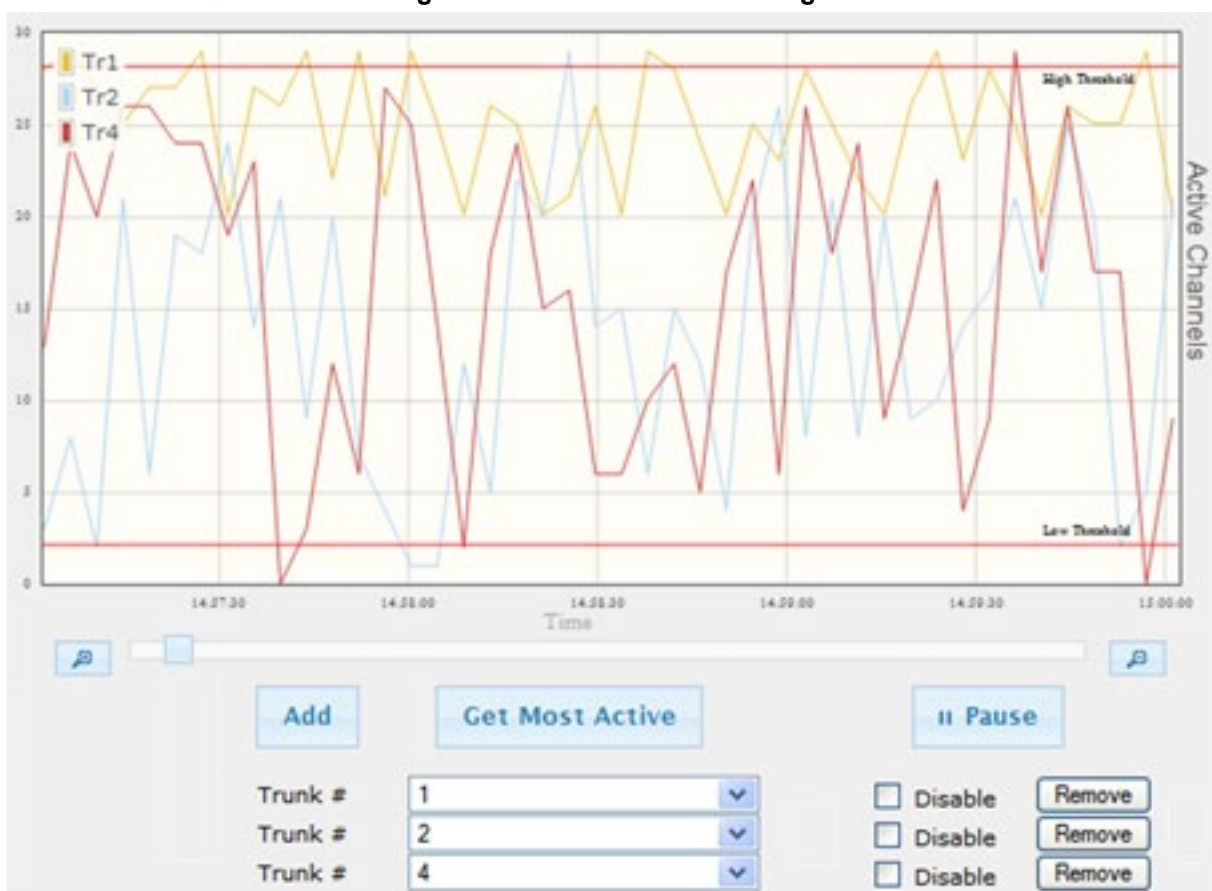 30
Tr1
High Threshold
Tr2
25
Tr4
20
15
10
5
Low Threshold
0
Active Channels
14:57:30
14:58:00
14:58:30
14:59:00
14:59:30
15:00:00
Time
Add
Get Most Active
II Pause
Trunk # 1 Disable Remove
Trunk # 2 Disable Remove
Trunk # 4 Disable Remove